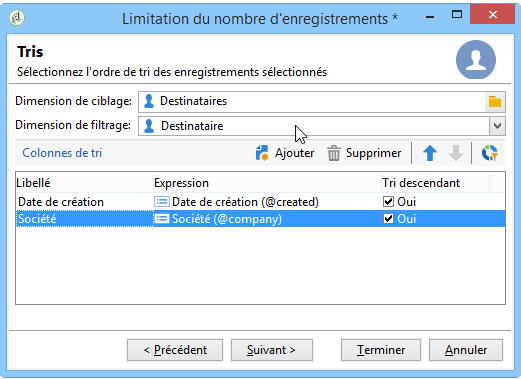 Limitation du nombre d'enregistrements *
Tris
Sélectionnez l'ordre de tri des enregistrements sélectionnés
Dimension de ciblage: Destinataires
Dimension de filtrage: Destinataire
Colonnes de tri Ajouter Supprimer
Libellé Expression Tri descendant
Date de création Date de création (@created) Oui
Société Société (@company) Oui
< Précédent Suivant > Terminer Annuler